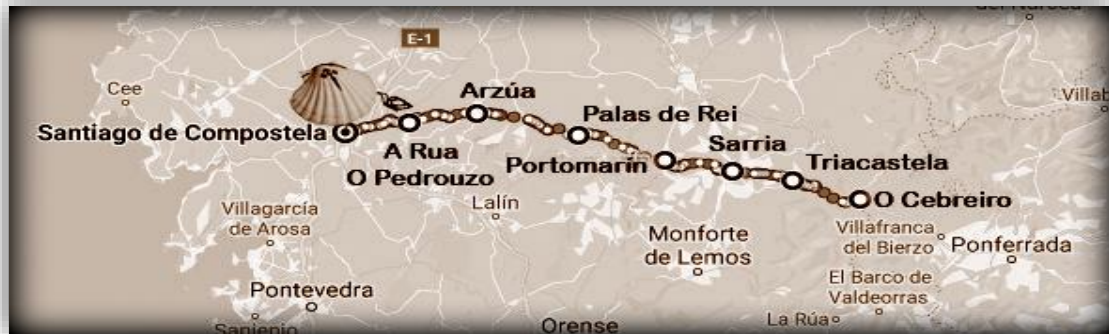 E-1
Cee
Arzúa
Santiago de Compostela
A Rua
O Pedrouzo
Palas de Rei
Portomarín
Sarria
Triacastela
O Cebreiro
Lalín
Villagarcía
de Arosa
Villafranca
del Bierzo
Ponferrada
Monforte
de Lemos
El Barco de
Valdeorras
Pontevedra
La Rúa
Orense